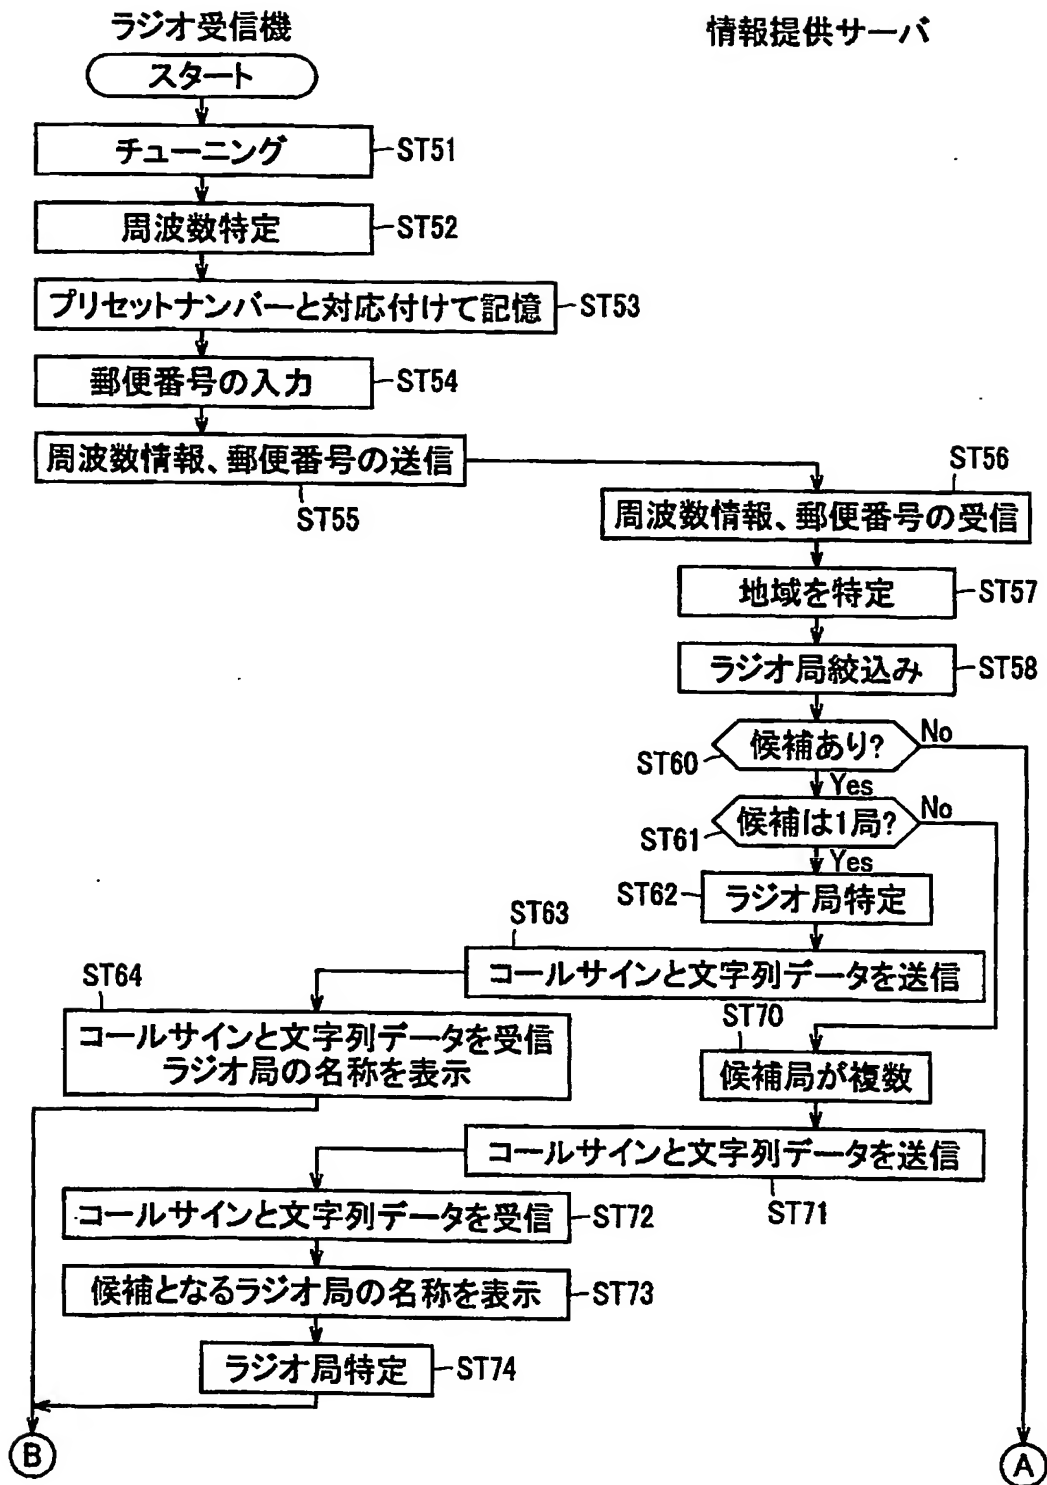 ラジオ受信機
情報提供サーバ
スタート
チューニング
ST51
周波数特定
ST52
プリセットナンバーと対応付けて記憶
ST53
郵便番号の入力
ST54
周波数情報、郵便番号の送信
ST55
ST56
周波数情報、郵便番号の受信
地域を特定
ST57
ラジオ局絞込み
ST58
候補あり?
No
ST60
Yes
候補は1局?
No
ST61
Yes
ST62
ラジオ局特定
ST63
コールサインと文字列データを送信
ST64
コールサインと文字列データを受信
ラジオ局の名称を表示
ST70
候補局が複数
コールサインと文字列データを送信
ST71
コールサインと文字列データを受信
ST72
候補となるラジオ局の名称を表示
ST73
ラジオ局特定
ST74
B
A